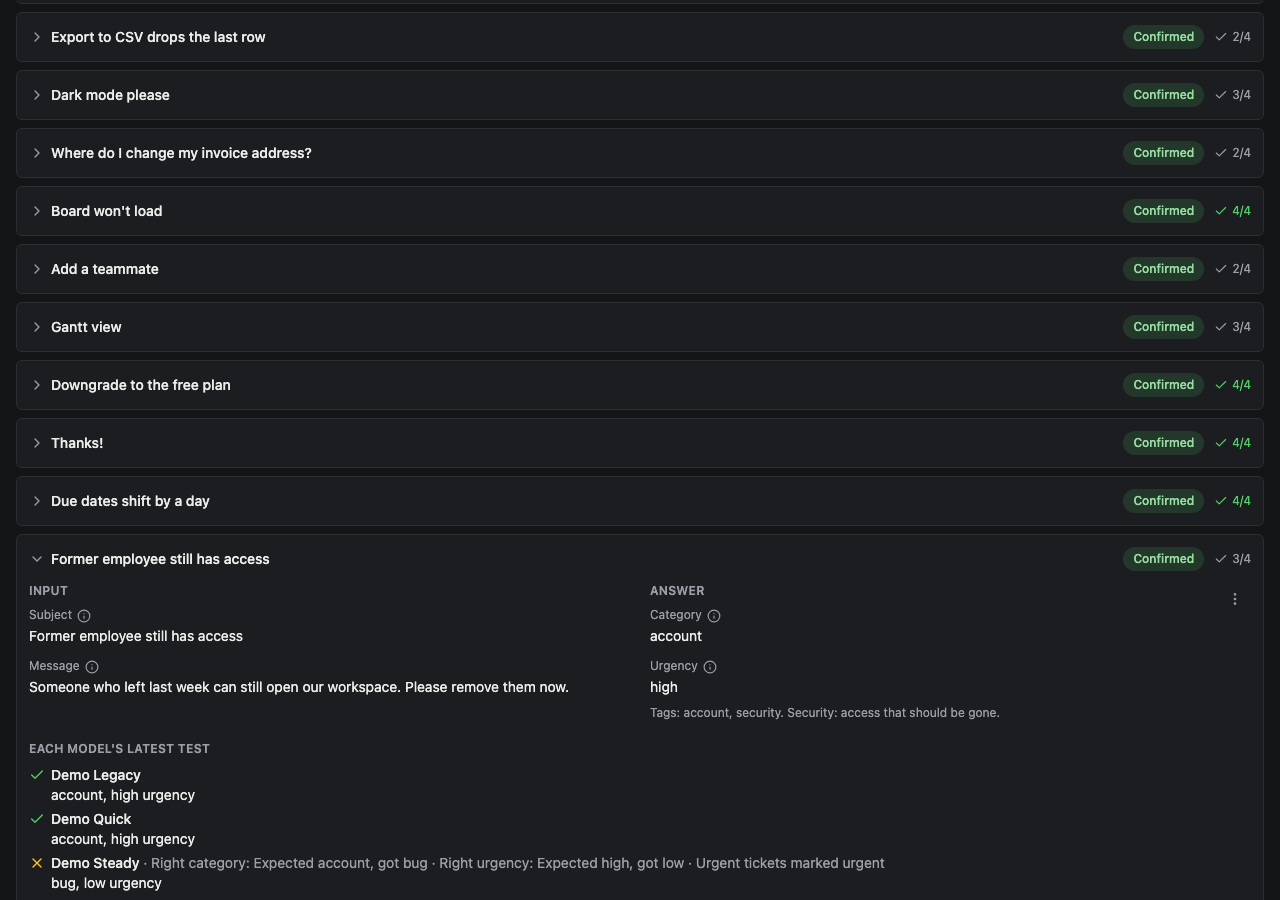 Export to CSV drops the last row Confirmed 2/4
Dark mode please Confirmed 3/4
Where do I change my invoice address? Confirmed 2/4
Board won't load Confirmed 4/4
Add a teammate Confirmed 2/4
Gantt view Confirmed 3/4
Downgrade to the free plan Confirmed 4/4
Thanks! Confirmed 4/4
Due dates shift by a day Confirmed 4/4
Former employee still has access Confirmed 3/4
INPUT
Subject
Former employee still has access
Message
Someone who left last week can still open our workspace. Please remove them now.
ANSWER
Category
account
Urgency
high
Tags: account, security. Security: access that should be gone.
EACH MODEL'S LATEST TEST
Demo Legacy
account, high urgency
Demo Quick
account, high urgency
Demo Steady · Right category: Expected account, got bug · Right urgency: Expected high, got low · Urgent tickets marked urgent
bug, low urgency